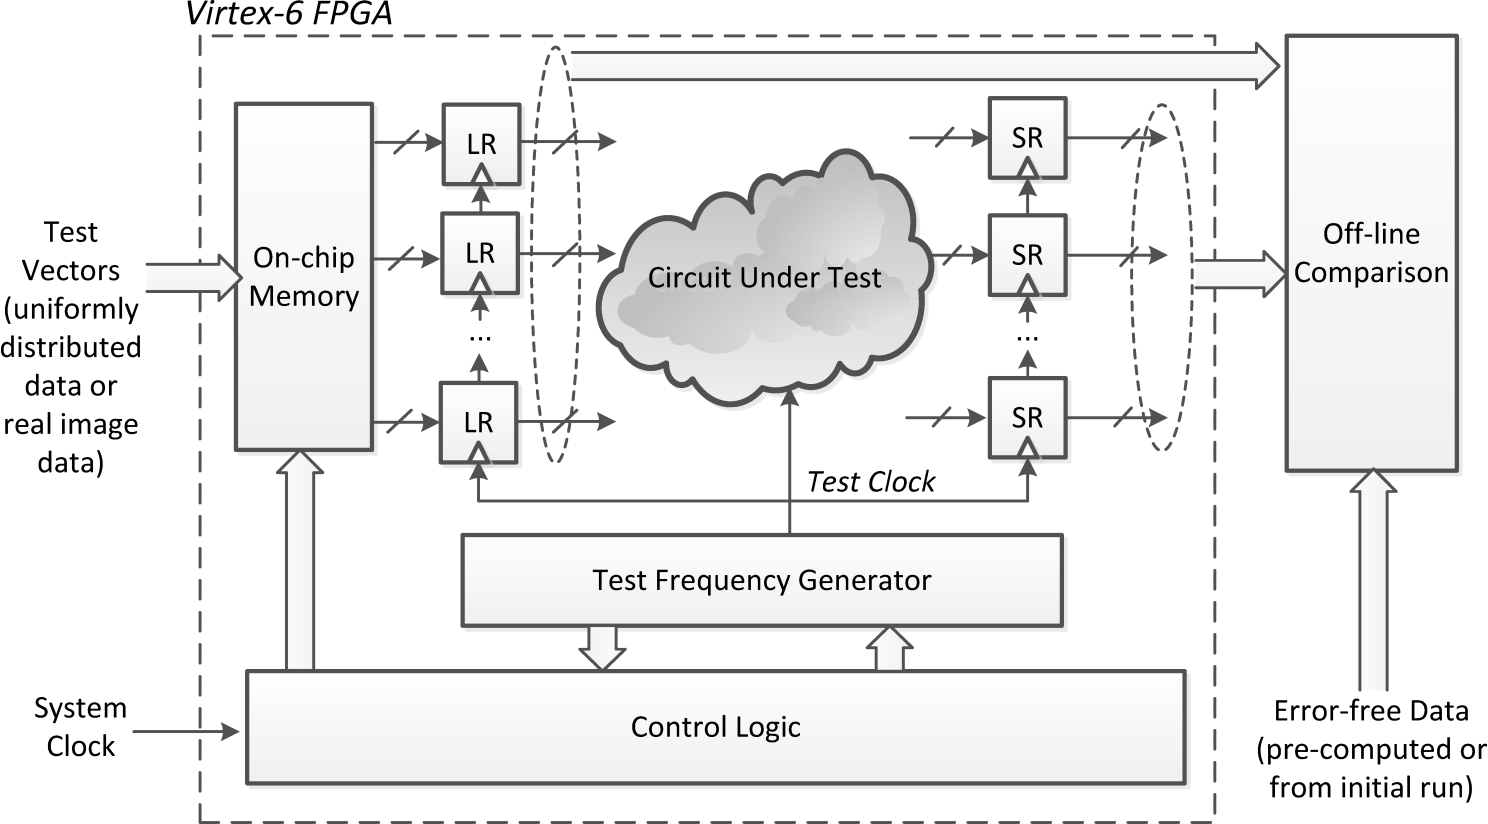 Virtex-6 FPGA
LR
SR
LR
SR
...
...
LR
SR
Test
Vectors
(uniformly
distributed
data or
real image
data)
On-chip
Memory
Circuit Under Test
Off-line
Comparison
Test Clock
Test Frequency Generator
System
Clock
Control Logic
Error-free Data
(pre-computed or
from initial run)